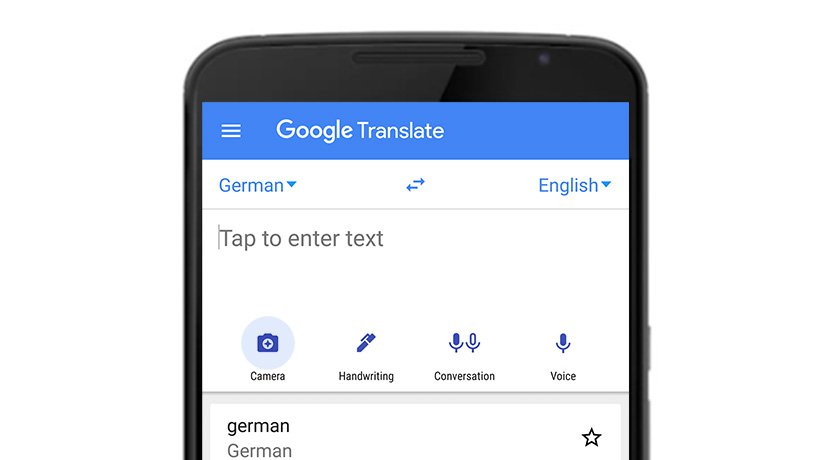 Google Translate
German English
Tap to enter text
Camera Handwriting Conversation Voice
german
German